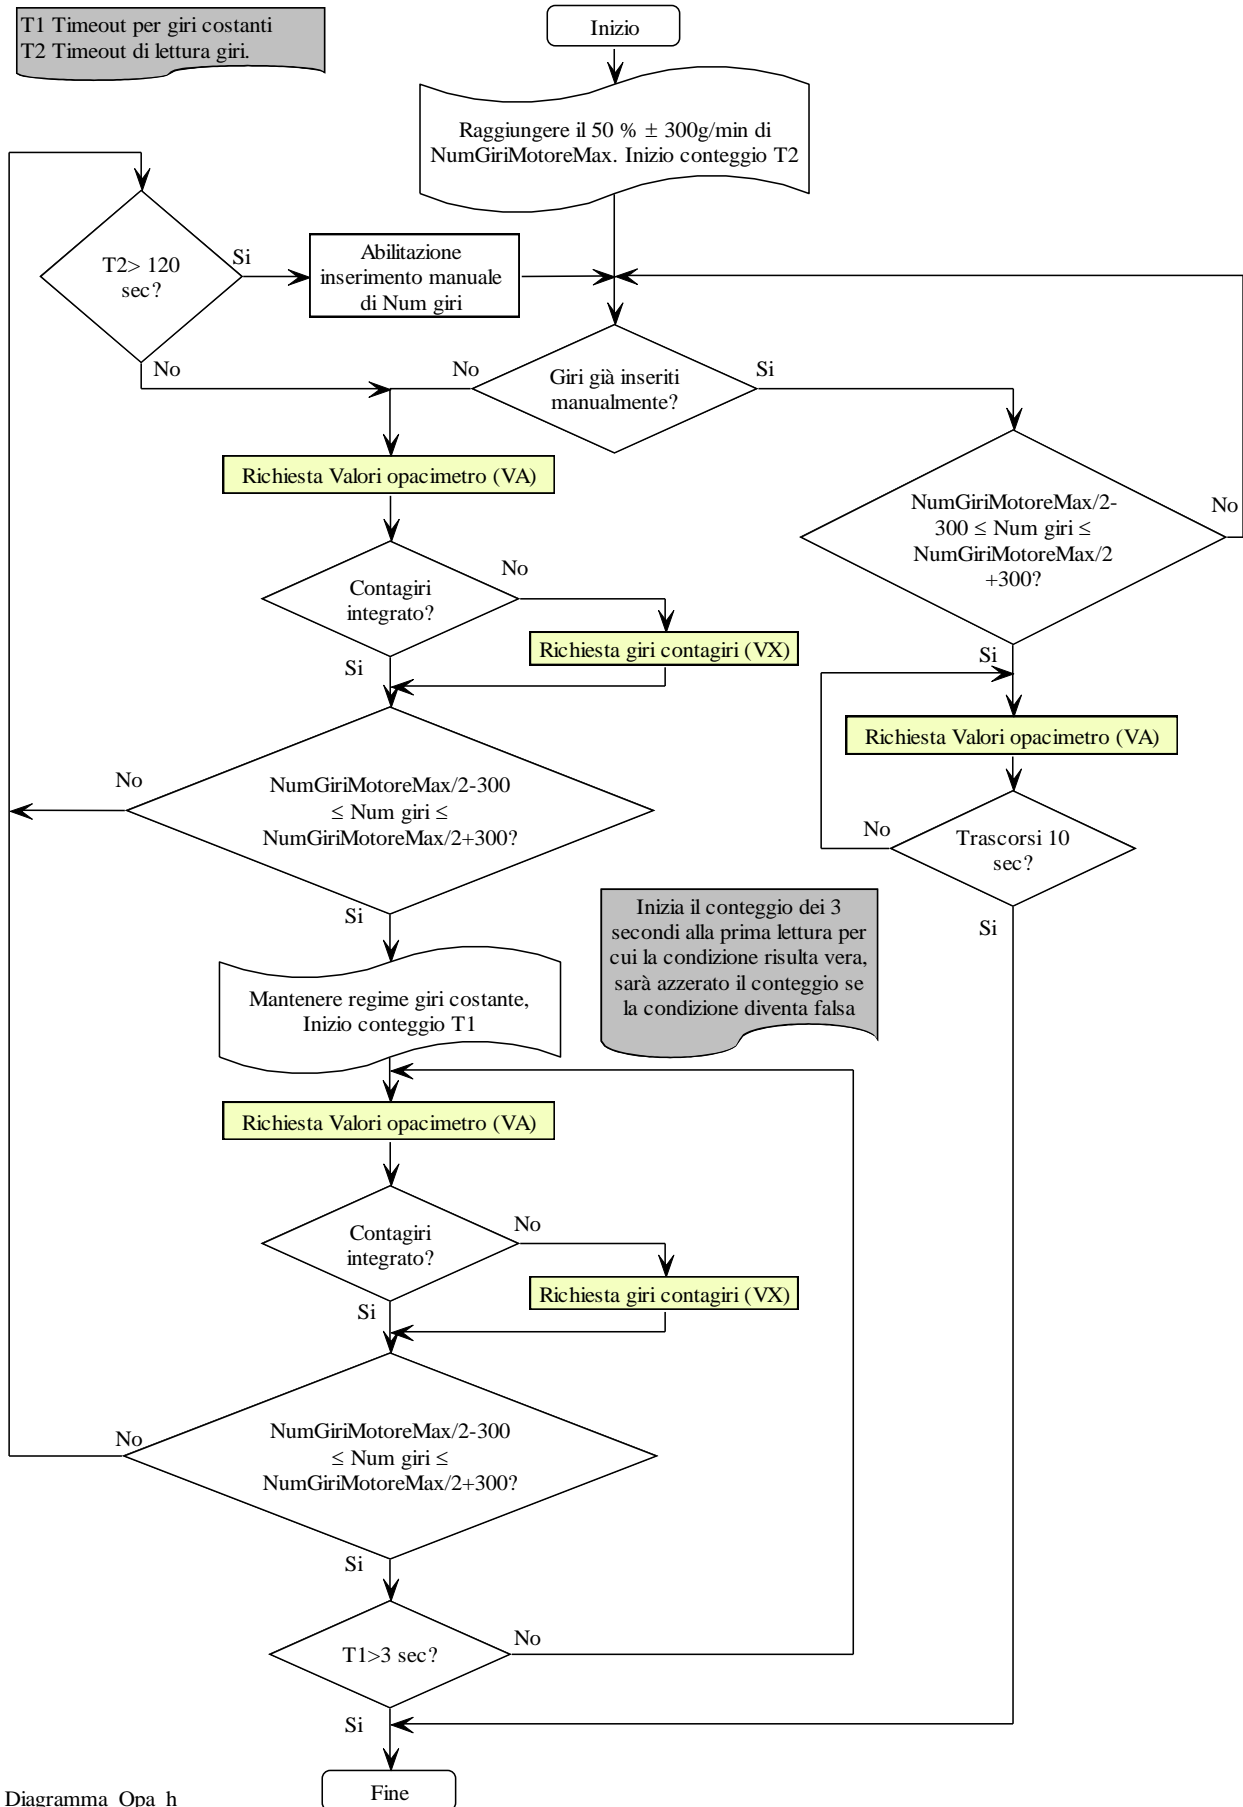 T1 Timeout per giri costanti
T2 Timeout di lettura giri.
Inizio
Raggiungere il 50 % ± 300g/min di
NumGiriMotoreMax. Inizio conteggio T2
T2> 120
sec?
Si
No
Abilitazione
inserimento manuale
di Num giri
No
Giri già inseriti
manualmente?
Si
Richiesta Valori opacimetro (VA)
NumGiriMotoreMax/2-
300 ≤ Num giri ≤
NumGiriMotoreMax/2
+300?
No
Si
Contagiri
integrato?
No
Richiesta giri contagiri (VX)
Si
Richiesta Valori opacimetro (VA)
No
NumGiriMotoreMax/2-300
≤ Num giri ≤
NumGiriMotoreMax/2+300?
Si
No
Trascorsi 10
sec?
Si
Inizia il conteggio dei 3
secondi alla prima lettura per
cui la condizione risulta vera,
sarà azzerato il conteggio se
la condizione diventa falsa
Mantenere regime giri costante,
Inizio conteggio T1
Richiesta Valori opacimetro (VA)
Contagiri
integrato?
No
Richiesta giri contagiri (VX)
Si
No
NumGiriMotoreMax/2-300
≤ Num giri ≤
NumGiriMotoreMax/2+300?
Si
T1>3 sec?
No
Si
Fine
Diagramma_Opa_h